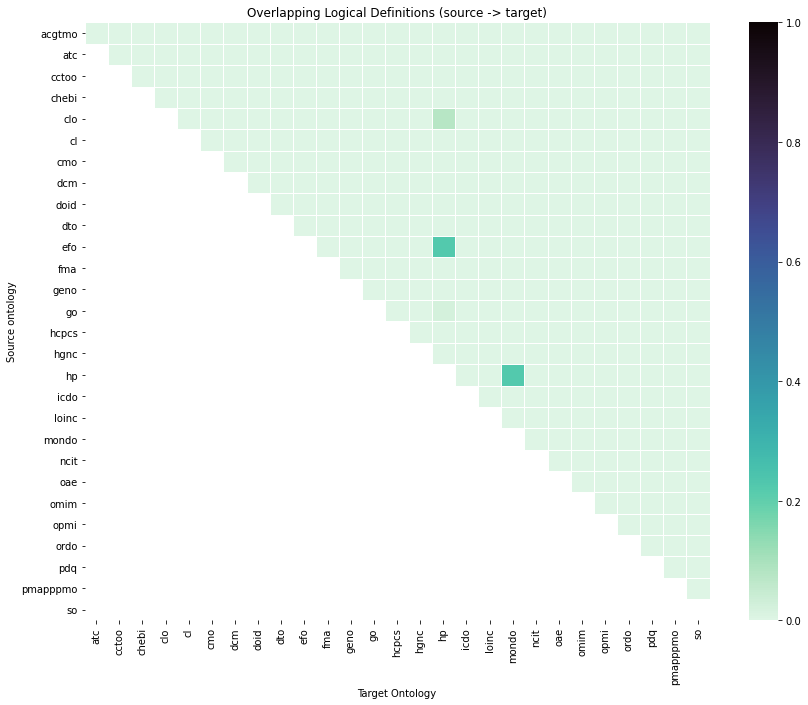 Overlapping Logical Definitions (source -> target)
Source ontology
acgtmo
atc
cctoo
chebi
clo
cl
cmo
dcm
doid
dto
efo
fma
geno
go
hcpcs
hgnc
hp
icdo
loinc
mondo
ncit
oae
omim
opmi
ordo
pdq
pmapppmo
so
atc
cctoo
chebi
clo
cl
cmo
dcm
doid
dto
efo
fma
geno
go
hcpcs
hgnc
hp
icdo
loinc
mondo
ncit
oae
omim
opmi
ordo
pdq
pmapppmo
so
Target Ontology
1.0
0.8
0.6
0.4
0.2
0.0